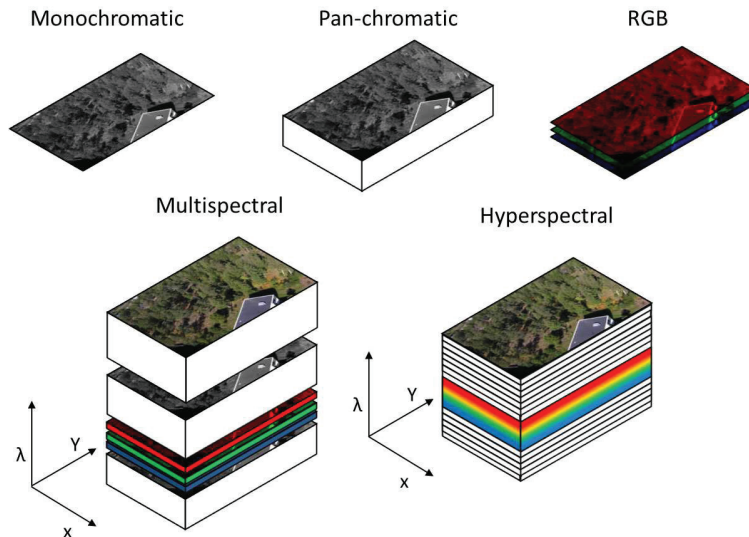 Monochromatic
Pan-chromatic
RGB
Multispectral
Hyperspectral
λ
Y
x
λ
Y
x